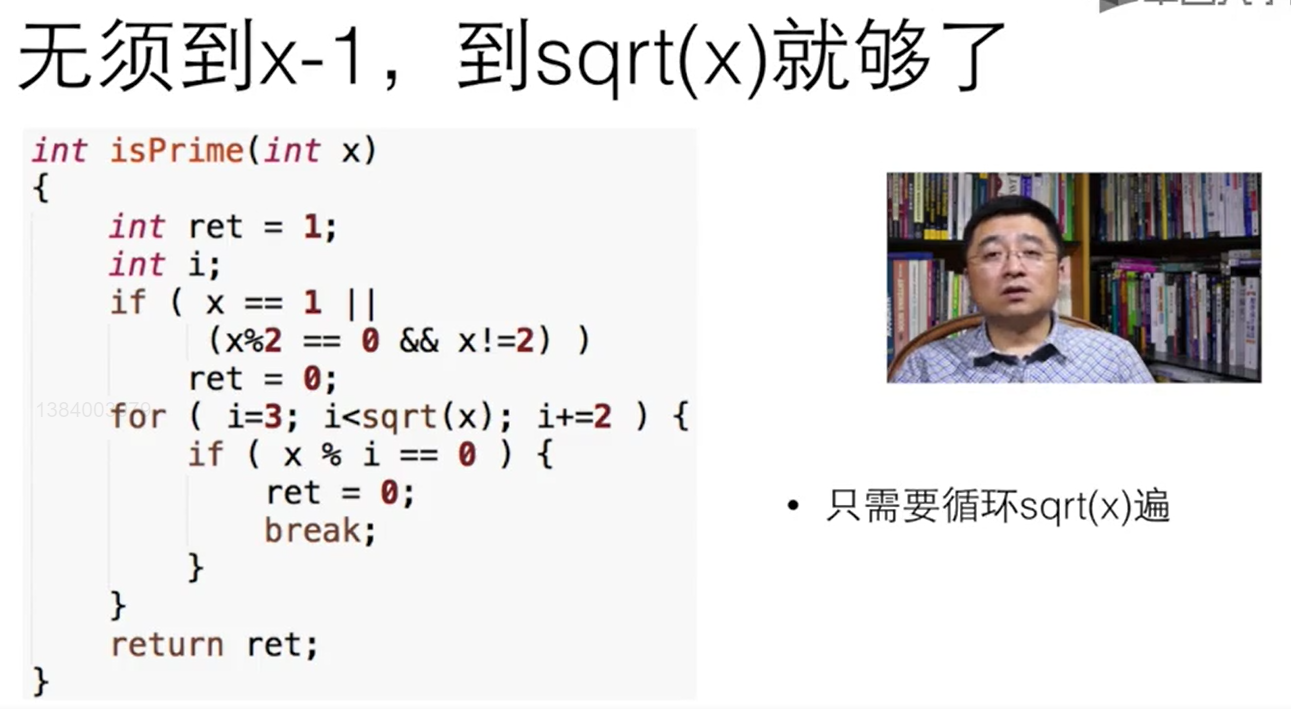 无须到x-1，到sqrt(x)就够了
int isPrime(int x)
{
    int ret = 1;
    int i;
    if ( x == 1 ||
         (x%2 == 0 && x!=2) )
        ret = 0;
    for ( i=3; i<sqrt(x); i+=2 ) {
        if ( x % i == 0 ) {
            ret = 0;
            break;
        }
    }
    return ret;
}
• 只需要循环sqrt(x)遍